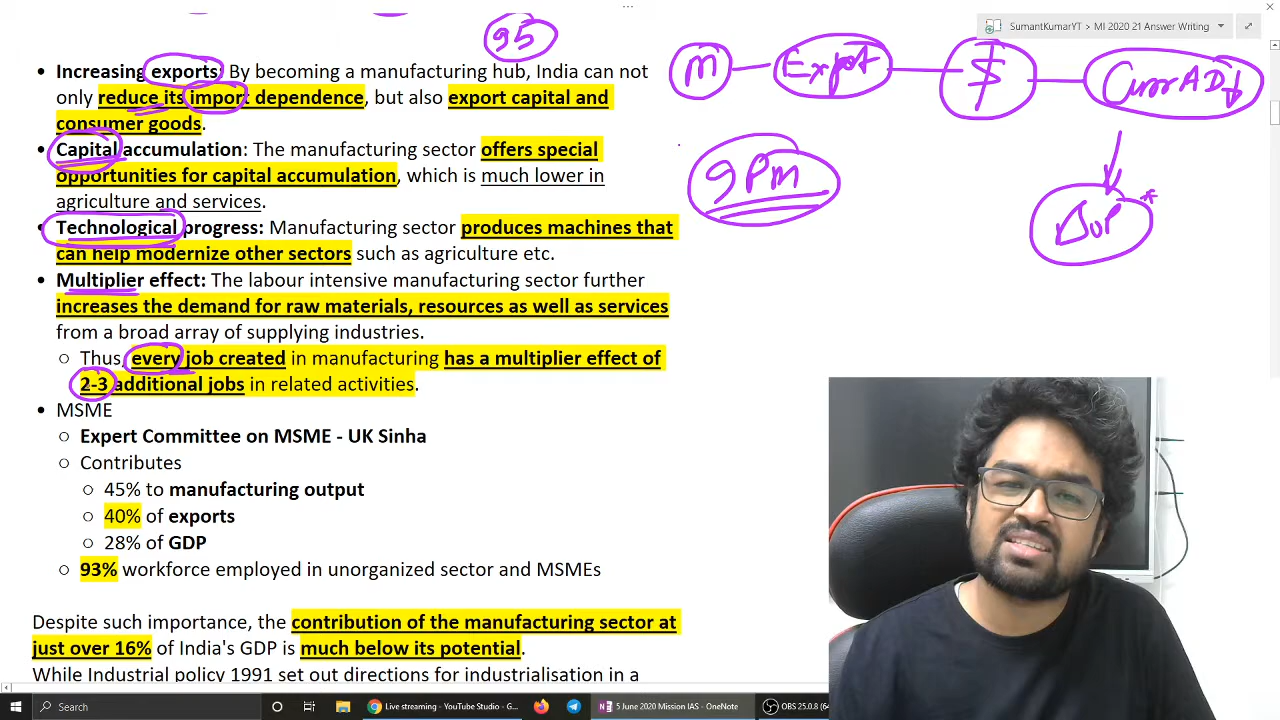 95
SumantKumarYT > MI 2020 21 Answer Writing
• Increasing exports: By becoming a manufacturing hub, India can not
only reduce its import dependence, but also export capital and
consumer goods.
• Capital accumulation: The manufacturing sector offers special
opportunities for capital accumulation, which is much lower in
agriculture and services.
• Technological progress: Manufacturing sector produces machines that
can help modernize other sectors such as agriculture etc.
• Multiplier effect: The labour intensive manufacturing sector further
increases the demand for raw materials, resources as well as services
from a broad array of supplying industries.
○ Thus, every job created in manufacturing has a multiplier effect of
2-3 additional jobs in related activities.
• MSME
○ Expert Committee on MSME - UK Sinha
○ Contributes
○ 45% to manufacturing output
○ 40% of exports
○ 28% of GDP
○ 93% workforce employed in unorganized sector and MSMEs
Despite such importance, the contribution of the manufacturing sector at
just over 16% of India's GDP is much below its potential.
While Industrial policy 1991 set out directions for industrialisation in a
m Export $ CurrAD↓
9 Pm
BoP*
Search
Live streaming - YouTube Studio - G...
5 June 2020 Mission IAS - OneNote
OBS 25.0.8 (64